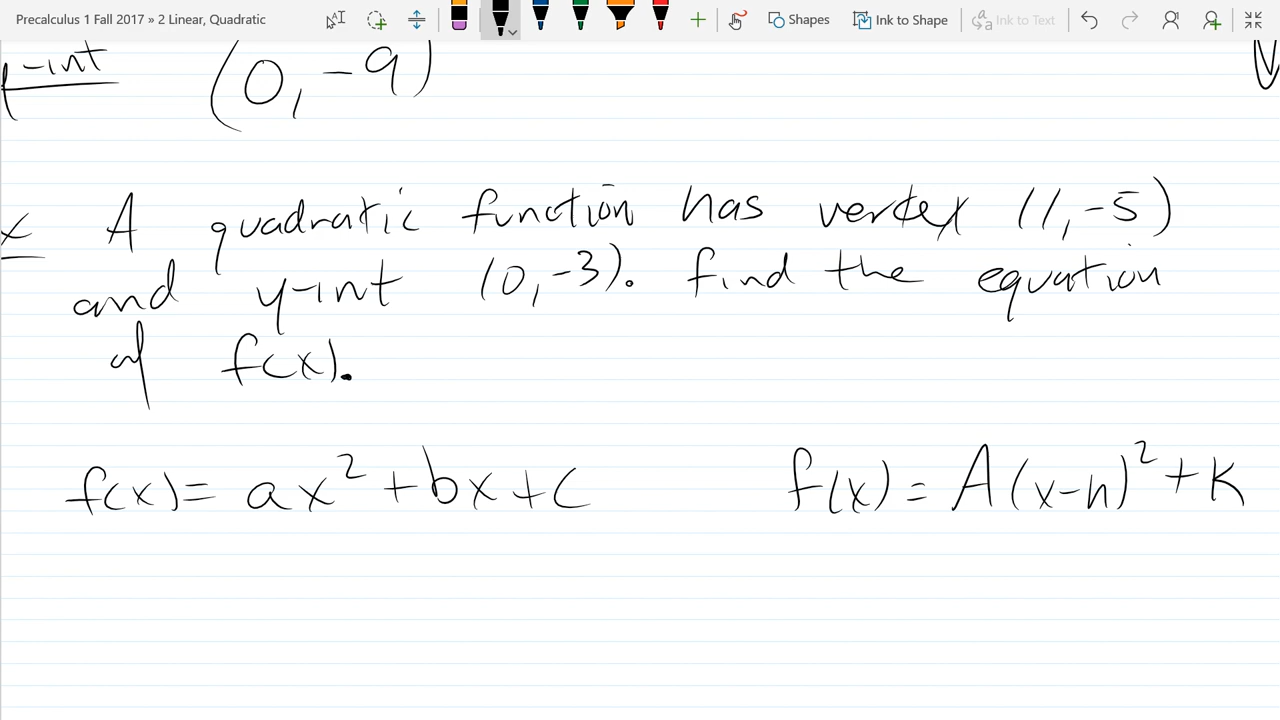 Precalculus 1 Fall 2017 » 2 Linear, Quadratic
Shapes
Ink to Shape
Ink to Text
y-int (0, -9)
x A quadratic function has vertex (1, -5)
and y-int (0, -3). find the equation
of f(x).
f(x) = ax² + bx + c
f(x) = A(x-h)² + K